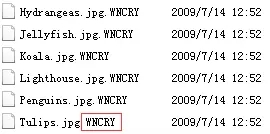 Hydrangeas.jpg.WNCRY 2009/7/14 12:52
Jellyfish.jpg.WNCRY 2009/7/14 12:52
Koala.jpg.WNCRY 2009/7/14 12:52
Lighthouse.jpg.WNCRY 2009/7/14 12:52
Penguins.jpg.WNCRY 2009/7/14 12:52
Tulips.jpg.WNCRY 2009/7/14 12:52